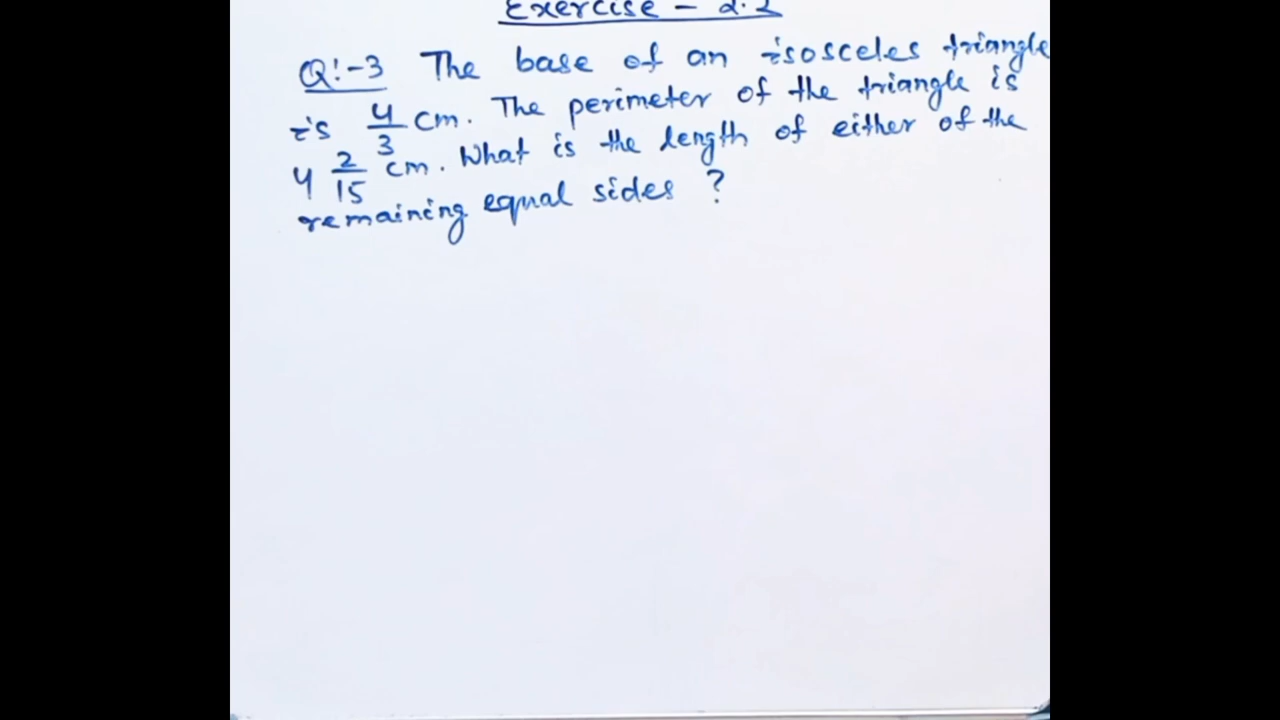 Exercise - 2.2
Q:-3 The base of an isosceles triangle
is 4/3 cm. The perimeter of the triangle is
4 2/15 cm. What is the length of either of the
remaining equal sides ?